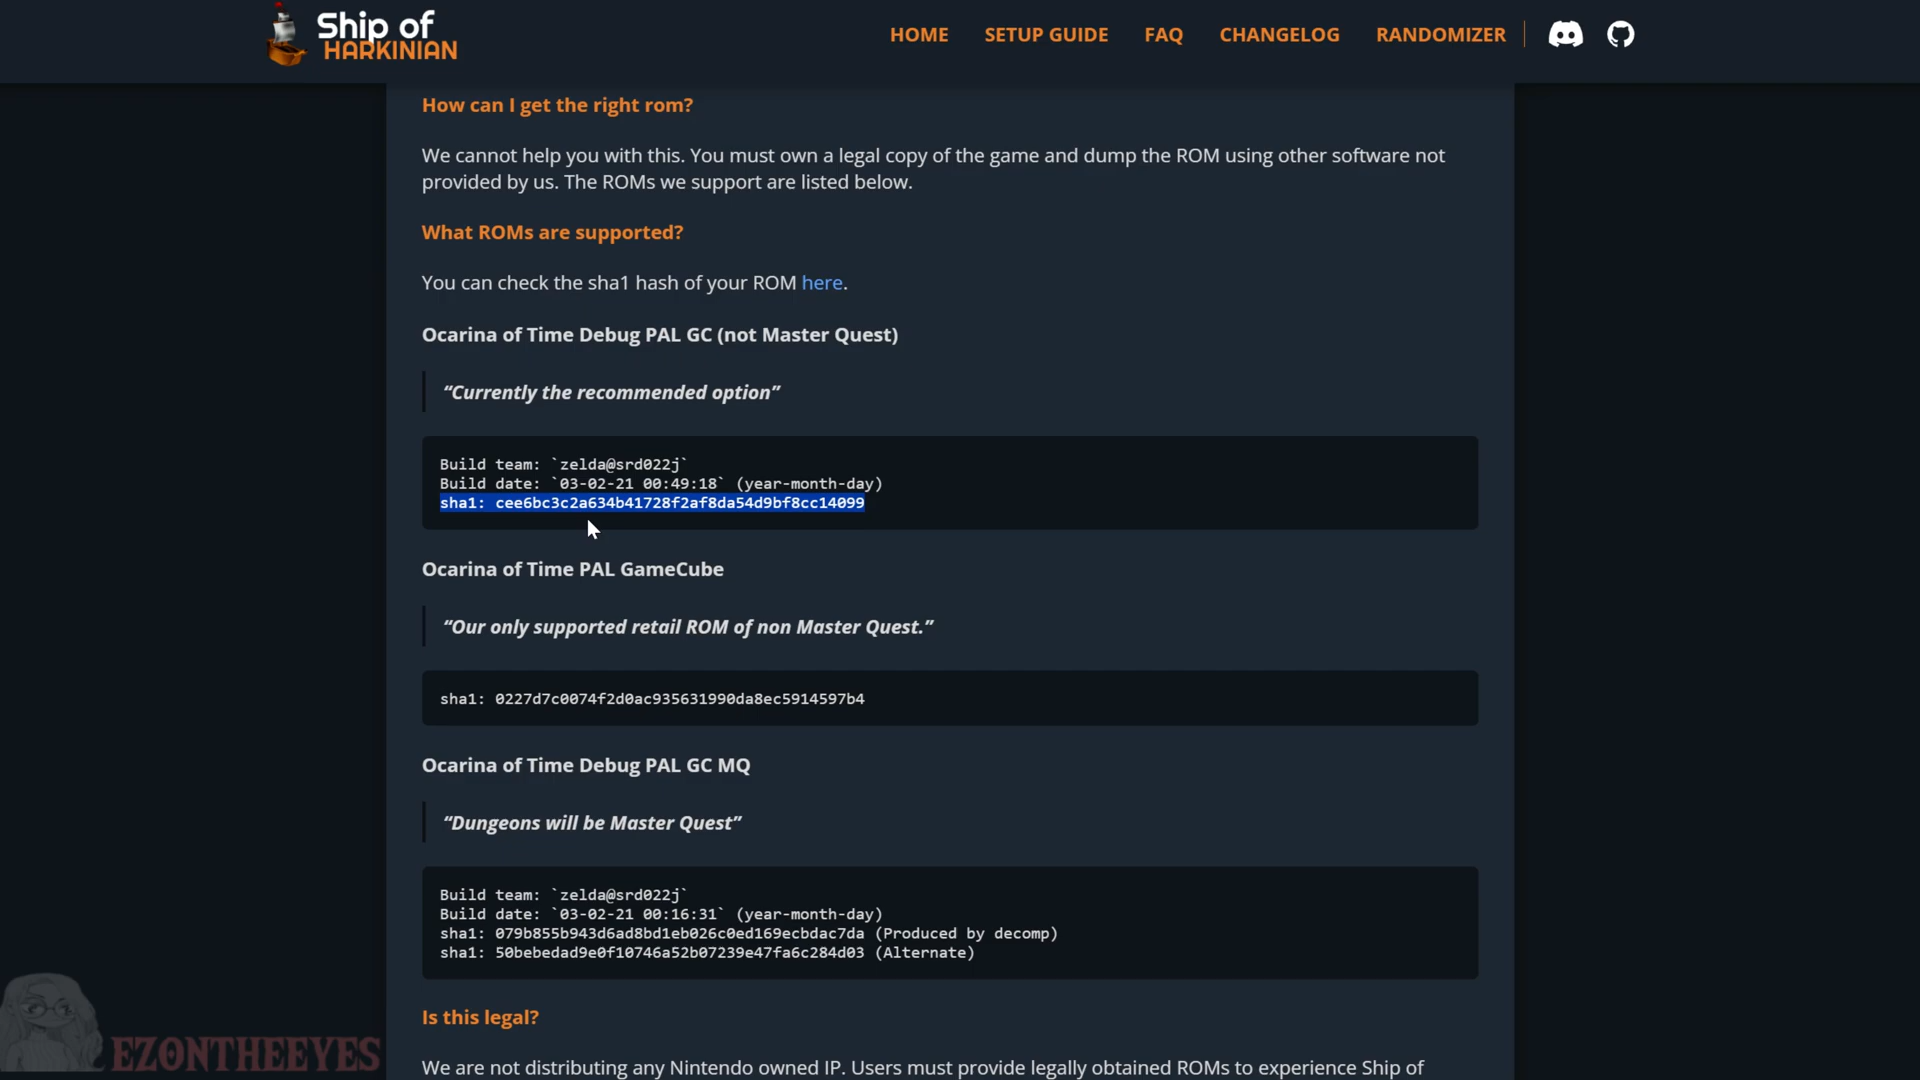 Ship of
HARKINIAN
HOME SETUP GUIDE FAQ CHANGELOG RANDOMIZER
How can I get the right rom?
We cannot help you with this. You must own a legal copy of the game and dump the ROM using other software not
provided by us. The ROMs we support are listed below.
What ROMs are supported?
You can check the sha1 hash of your ROM here.
Ocarina of Time Debug PAL GC (not Master Quest)
“Currently the recommended option”
Build team: `zelda@srd022j`
Build date: `03-02-21 00:49:18` (year-month-day)
sha1: cee6bc3c2a634b41728f2af8da54d9bf8cc14099
Ocarina of Time PAL GameCube
“Our only supported retail ROM of non Master Quest.”
sha1: 0227d7c0074f2d0ac935631990da8ec5914597b4
Ocarina of Time Debug PAL GC MQ
“Dungeons will be Master Quest”
Build team: `zelda@srd022j`
Build date: `03-02-21 00:16:31` (year-month-day)
sha1: 079b855b943d6ad8bd1eb026c0ed169ecbdac7da (Produced by decomp)
sha1: 50bebedad9e0f10746a52b07239e47fa6c284d03 (Alternate)
Is this legal?
We are not distributing any Nintendo owned IP. Users must provide legally obtained ROMs to experience Ship of
EZONTHEEYES